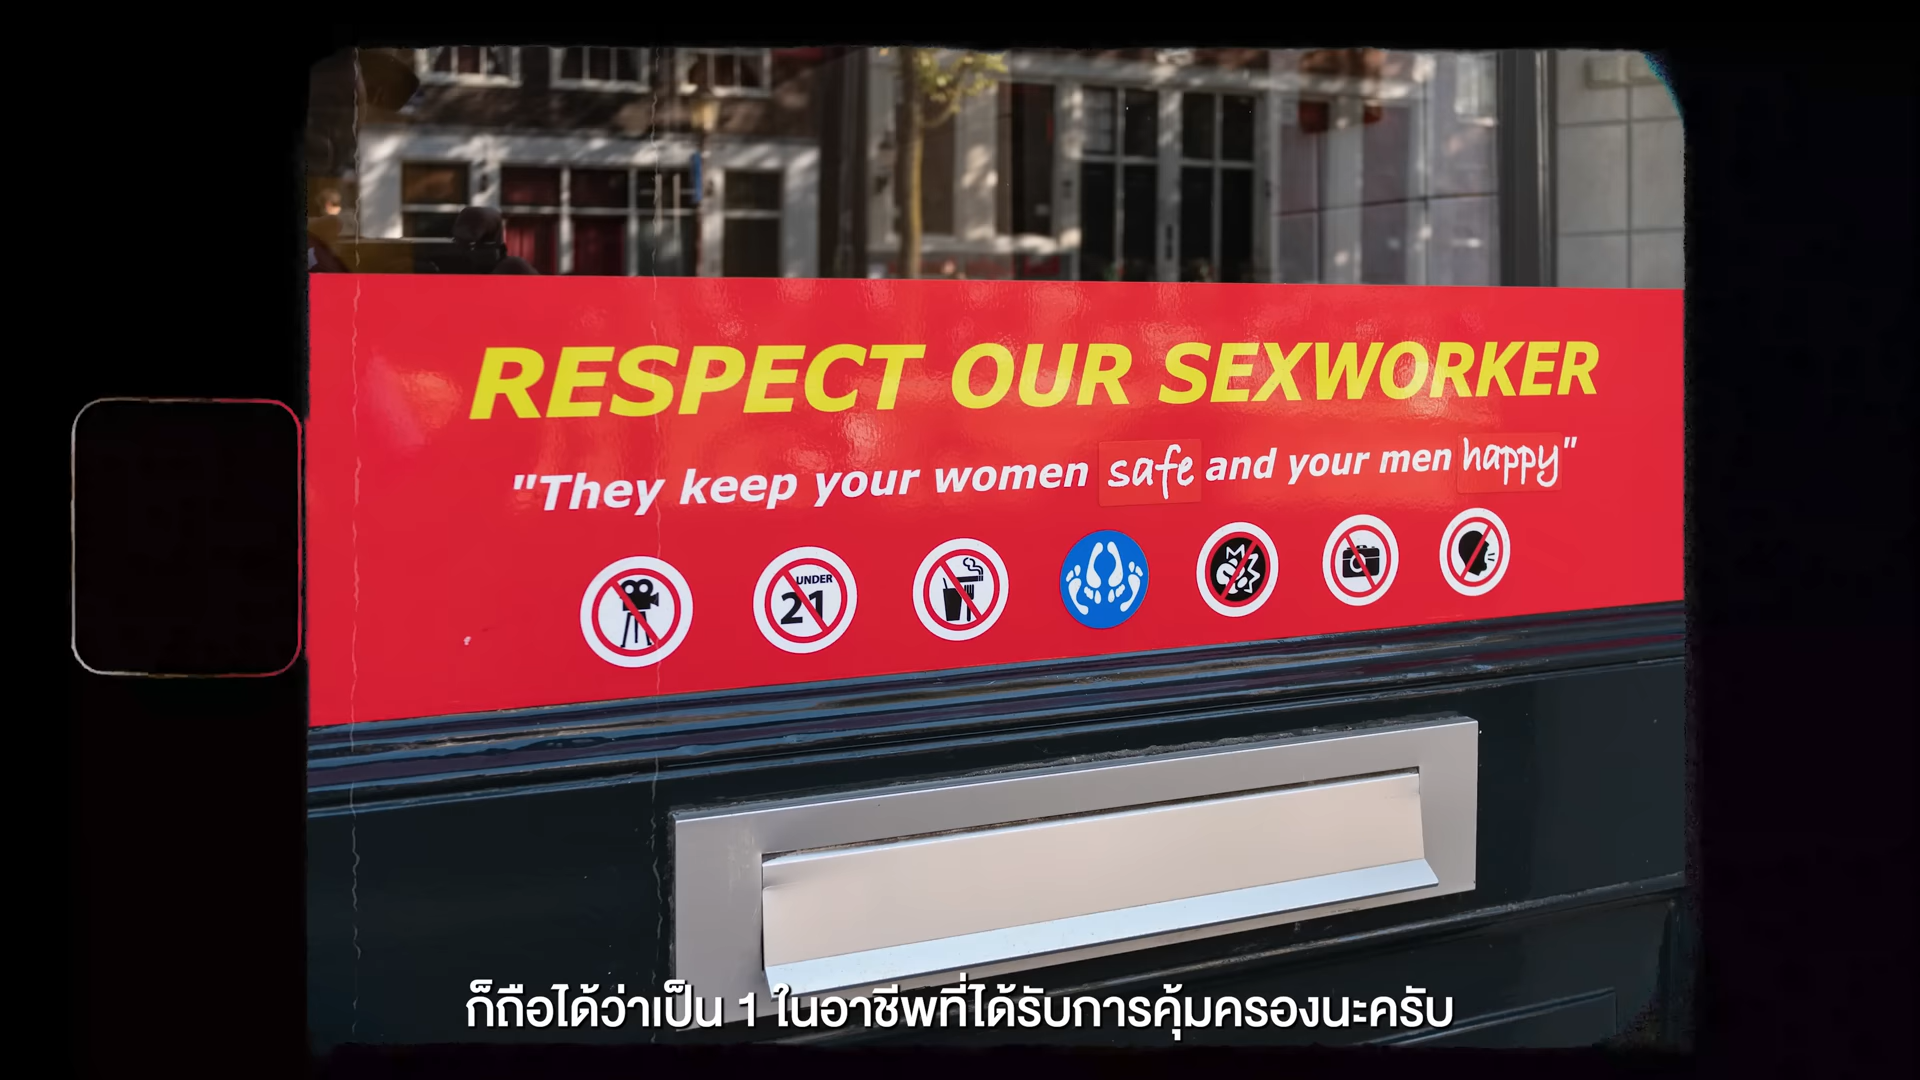 RESPECT OUR SEXWORKER
"They keep your women safe and your men happy"
UNDER
21
ก็ถือได้ว่าเป็น 1 ในอาชีพที่ได้รับการคุ้มครองนะครับ